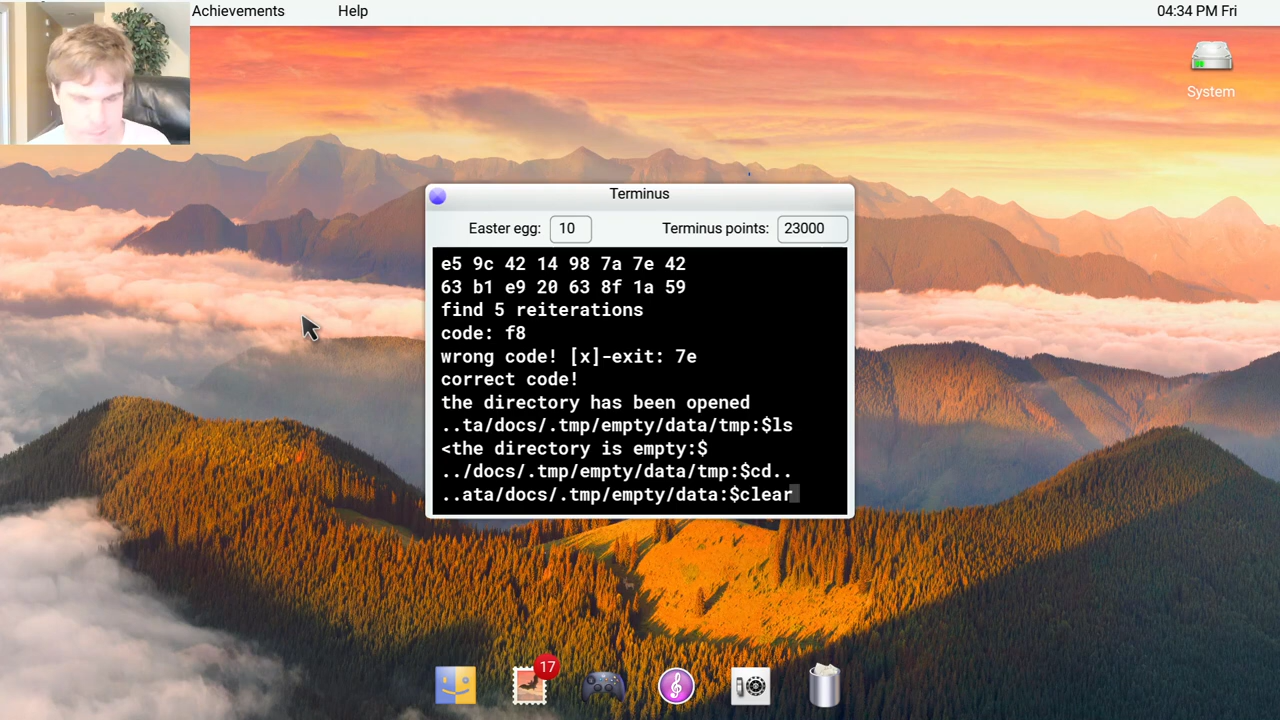 Achievements Help 04:34 PM Fri
System
Terminus
Easter egg: 10 Terminus points: 23000
e5 9c 42 14 98 7a 7e 42
63 b1 e9 20 63 8f 1a 59
find 5 reiterations
code: f8
wrong code! [x]-exit: 7e
correct code!
the directory has been opened
..ta/docs/.tmp/empty/data/tmp:$ls
<the directory is empty:$
../docs/.tmp/empty/data/tmp:$cd..
..ata/docs/.tmp/empty/data:$clear
17